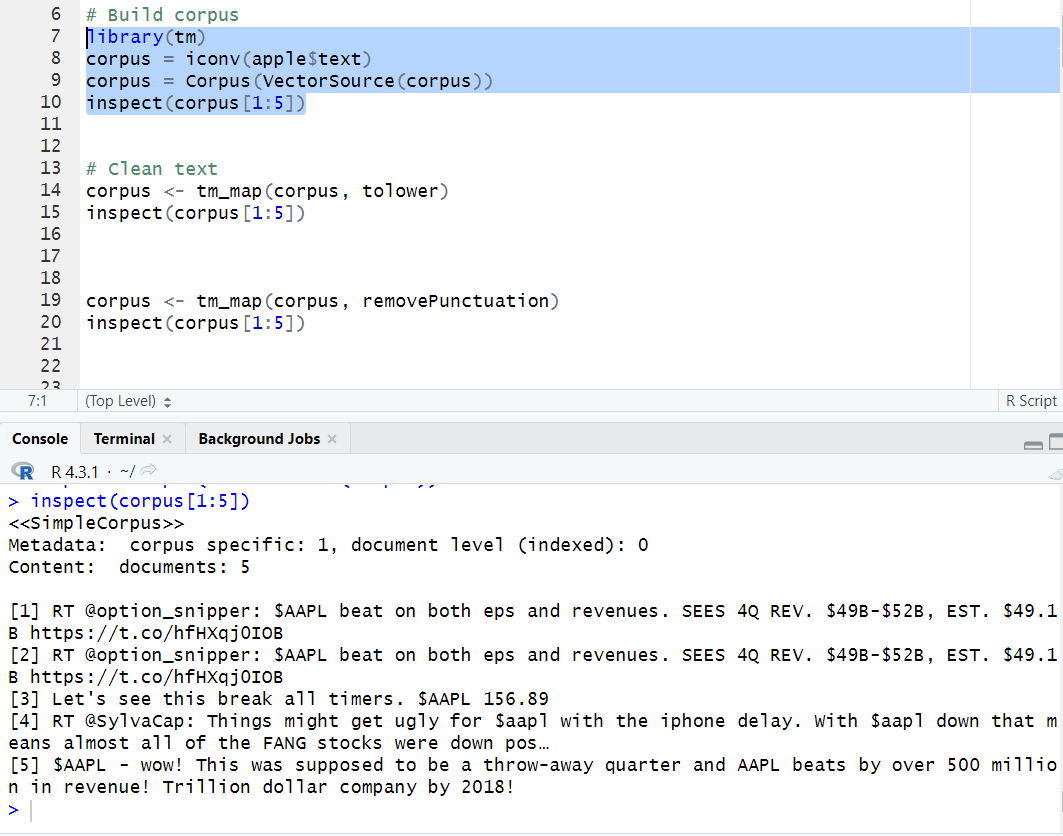 6 # Build corpus
7 library(tm)
8 corpus = iconv(apple$text)
9 corpus = Corpus(VectorSource(corpus))
10 inspect(corpus[1:5])
11
12
13 # Clean text
14 corpus <- tm_map(corpus, tolower)
15 inspect(corpus[1:5])
16
17
18
19 corpus <- tm_map(corpus, removePunctuation)
20 inspect(corpus[1:5])
21
22
23
7:1 (Top Level) R Script
Console Terminal × Background Jobs ×
R R 4.3.1 · ~/
> inspect(corpus[1:5])
<<SimpleCorpus>>
Metadata:  corpus specific: 1, document level (indexed): 0
Content:  documents: 5
[1] RT @option_snipper: $AAPL beat on both eps and revenues. SEES 4Q REV. $49B-$52B, EST. $49.1
B https://t.co/hfHXqj0IOB
[2] RT @option_snipper: $AAPL beat on both eps and revenues. SEES 4Q REV. $49B-$52B, EST. $49.1
B https://t.co/hfHXqj0IOB
[3] Let's see this break all timers. $AAPL 156.89
[4] RT @SylvaCap: Things might get ugly for $aapl with the iphone delay. With $aapl down that m
eans almost all of the FANG stocks were down pos…
[5] $AAPL - wow! This was supposed to be a throw-away quarter and AAPL beats by over 500 millio
n in revenue! Trillion dollar company by 2018!
>